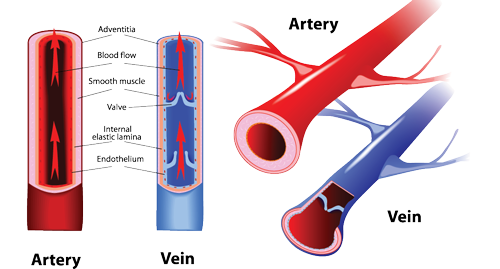 Adventitia
Blood flow
Smooth muscle
Valve
Internal
elastic lamina
Endothelium
Artery
Vein
Artery
Vein